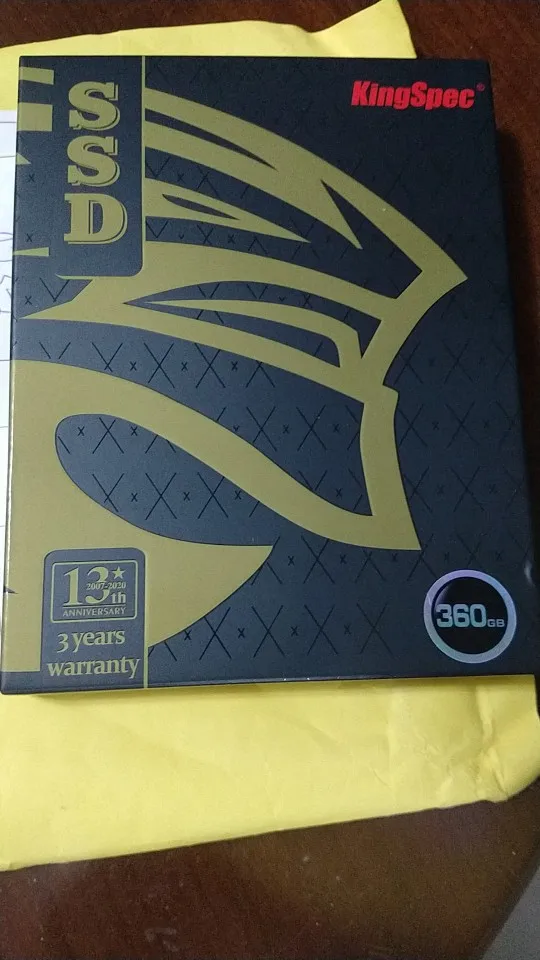 SSD
KingSpec®
13th
2007-2020
ANNIVERSARY
3 years
warranty
360GB